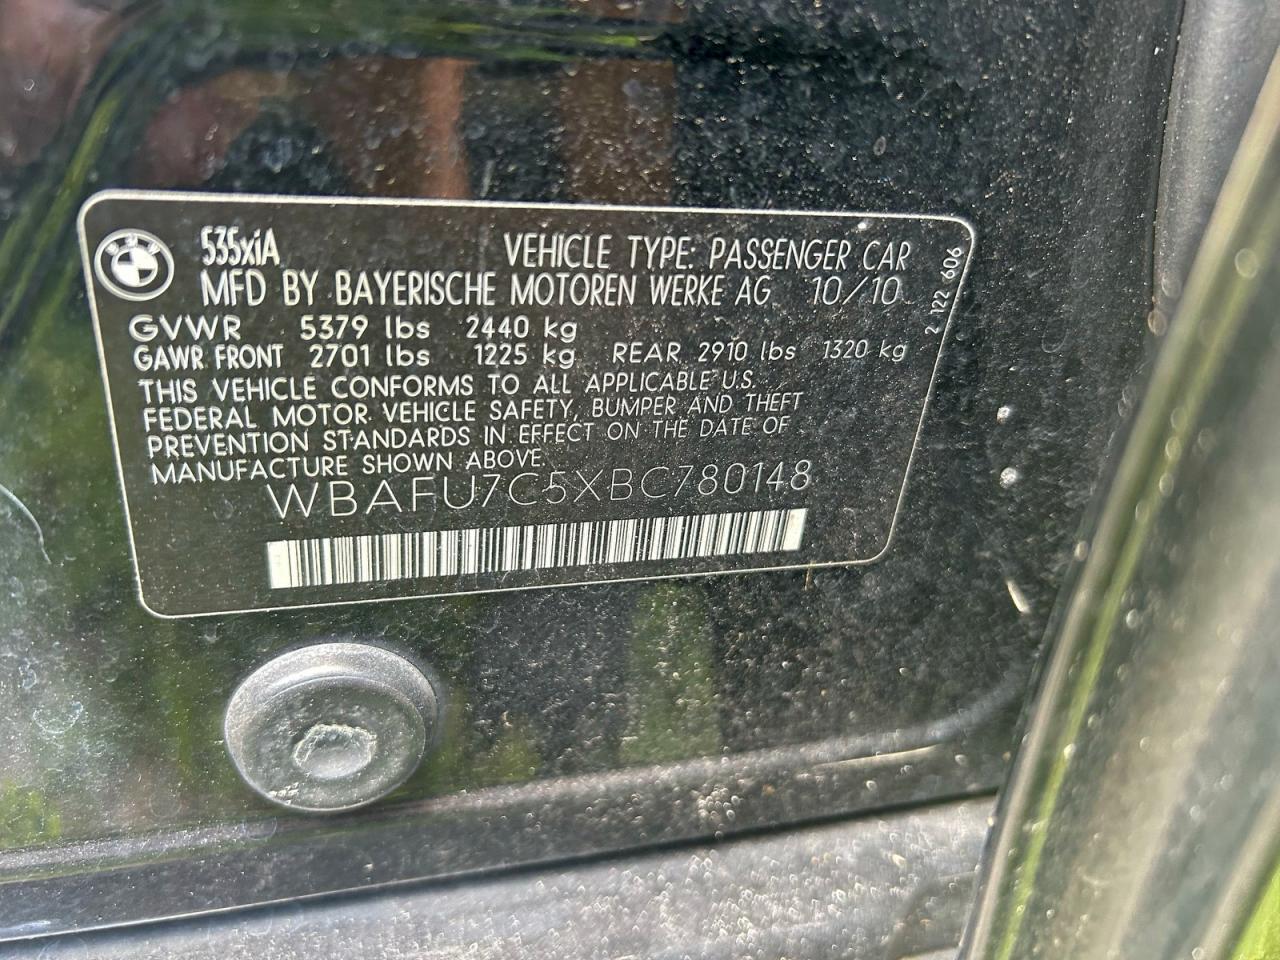 BMW
535xiA VEHICLE TYPE: PASSENGER CAR
MFD BY BAYERISCHE MOTOREN WERKE AG 10/10
GVWR 5379 lbs 2440 kg
GAWR FRONT 2701 lbs 1225 kg REAR 2910 lbs 1320 kg
THIS VEHICLE CONFORMS TO ALL APPLICABLE U.S.
FEDERAL MOTOR VEHICLE SAFETY, BUMPER AND THEFT
PREVENTION STANDARDS IN EFFECT ON THE DATE OF
MANUFACTURE SHOWN ABOVE.
WBAFU7C5XBC780148
2 122 606